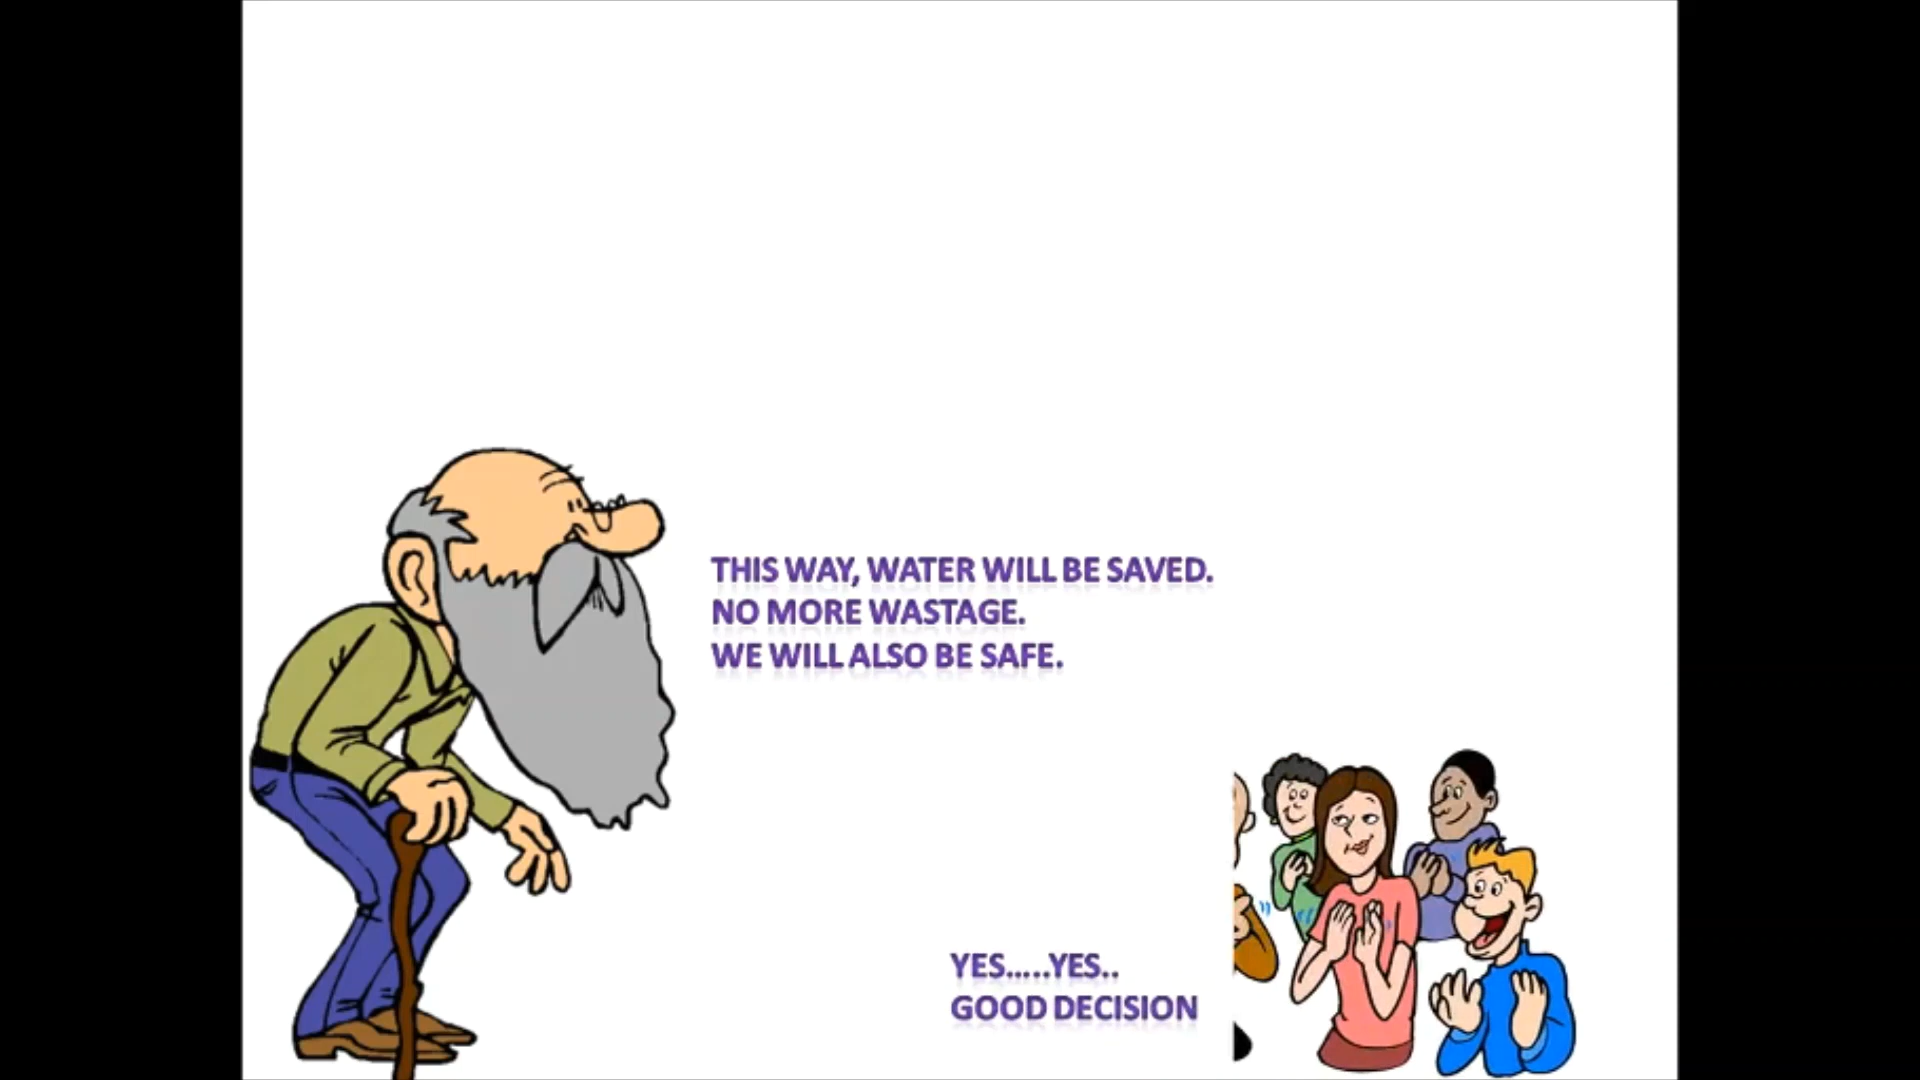 THIS WAY, WATER WILL BE SAVED.
NO MORE WASTAGE.
WE WILL ALSO BE SAFE.
YES.....YES..
GOOD DECISION